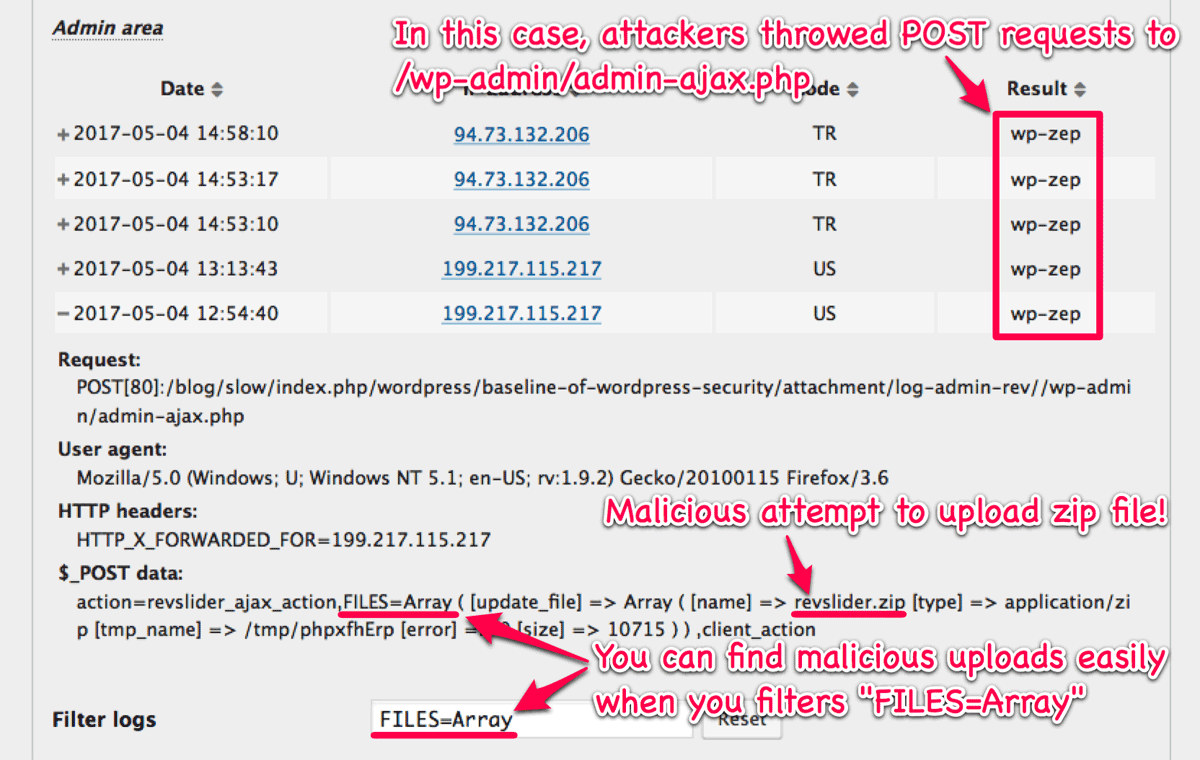 Admin area
In this case, attackers throwed POST requests to
/wp-admin/admin-ajax.php
Date Result
+ 2017-05-04 14:58:10 94.73.132.206 TR wp-zep
+ 2017-05-04 14:53:17 94.73.132.206 TR wp-zep
+ 2017-05-04 14:53:10 94.73.132.206 TR wp-zep
+ 2017-05-04 13:13:43 199.217.115.217 US wp-zep
− 2017-05-04 12:54:40 199.217.115.217 US wp-zep
Request:
POST[80]:/blog/slow/index.php/wordpress/baseline-of-wordpress-security/attachment/log-admin-rev//wp-admi
n/admin-ajax.php
User agent:
Mozilla/5.0 (Windows; U; Windows NT 5.1; en-US; rv:1.9.2) Gecko/20100115 Firefox/3.6
HTTP headers:
Malicious attempt to upload zip file!
HTTP_X_FORWARDED_FOR=199.217.115.217
$_POST data:
action=revslider_ajax_action,FILES=Array ( [update_file] => Array ( [name] => revslider.zip [type] => application/zi
p [tmp_name] => /tmp/phpxfhErp [error] [size] => 10715 ) ) ,client_action
You can find malicious uploads easily
when you filters "FILES=Array"
Filter logs FILES=Array Reset